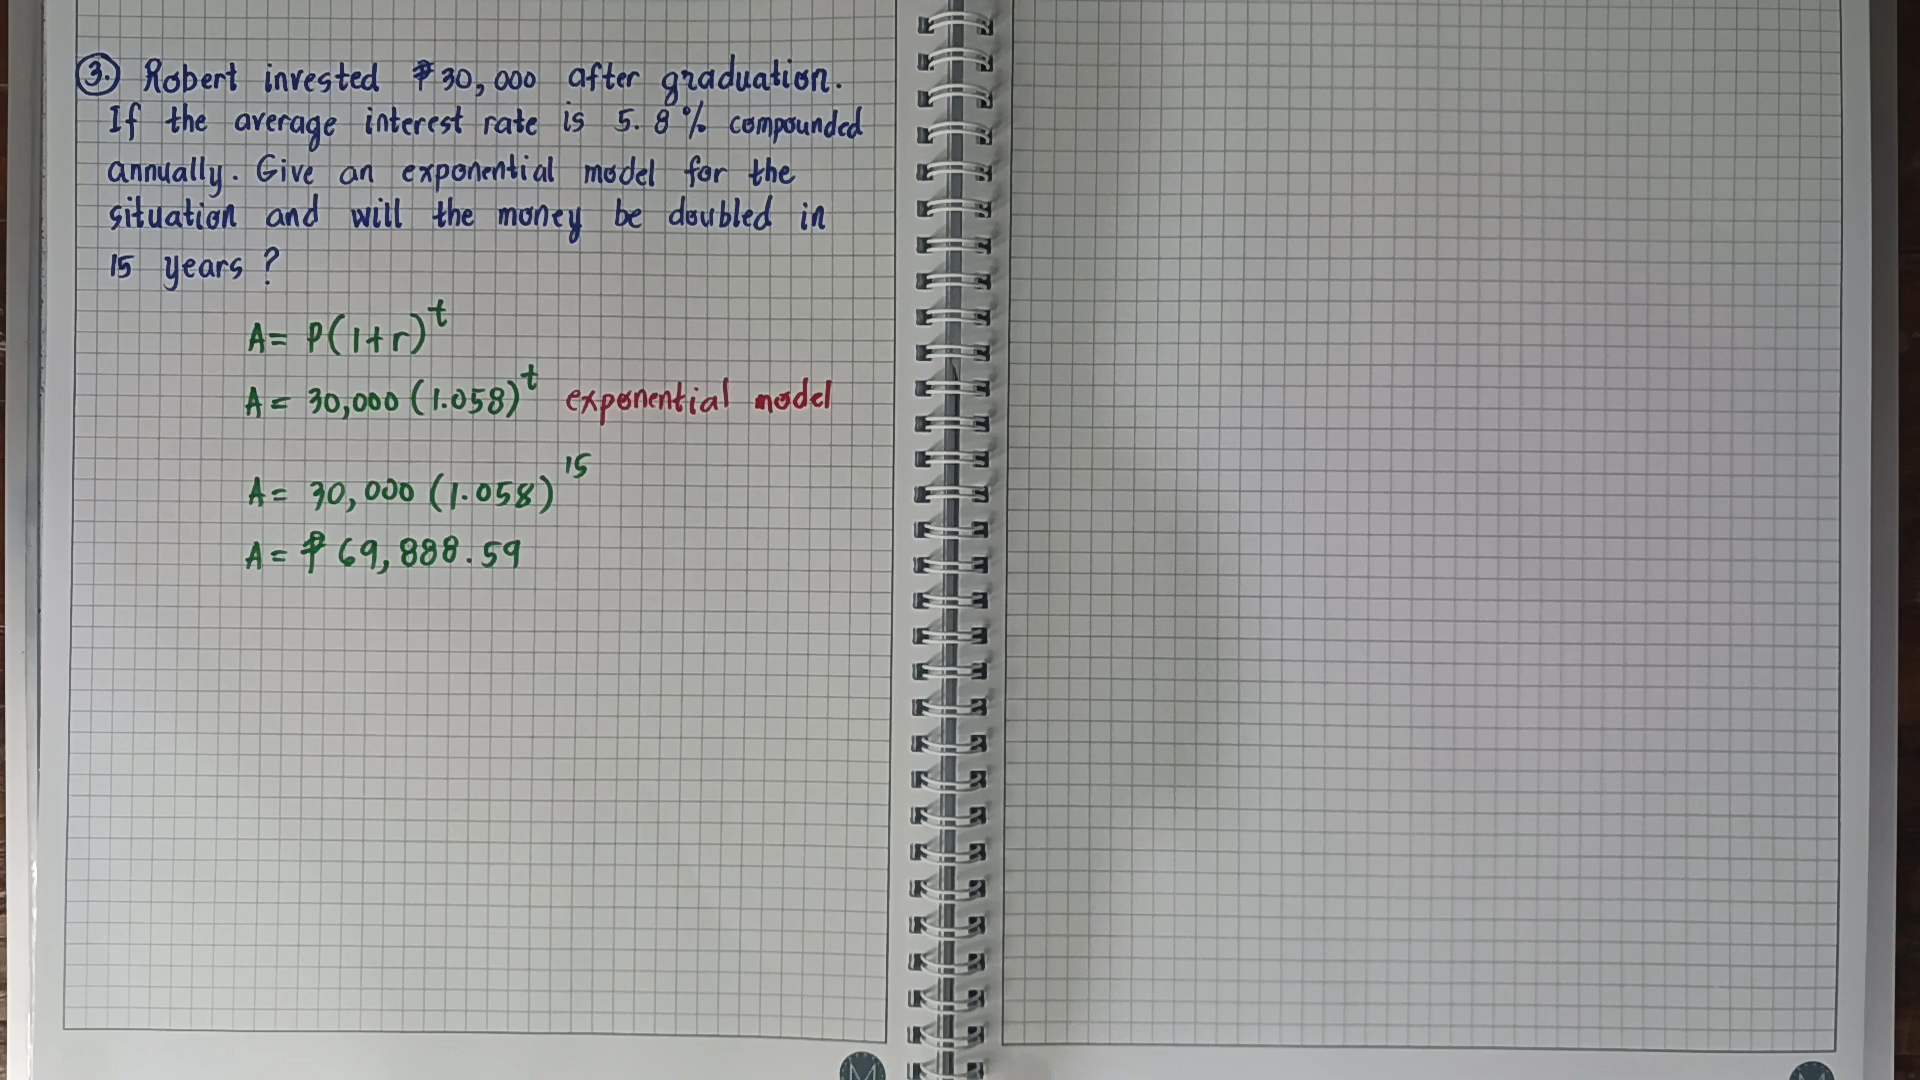 3. Robert invested ₱30,000 after graduation.
If the average interest rate is 5.8% compounded
annually. Give an exponential model for the
situation and will the money be doubled in
15 years?
A = P(1+r)^t
A = 30,000 (1.058)^t exponential model
A = 30,000 (1.058)^15
A = ₱69,888.59
M
M